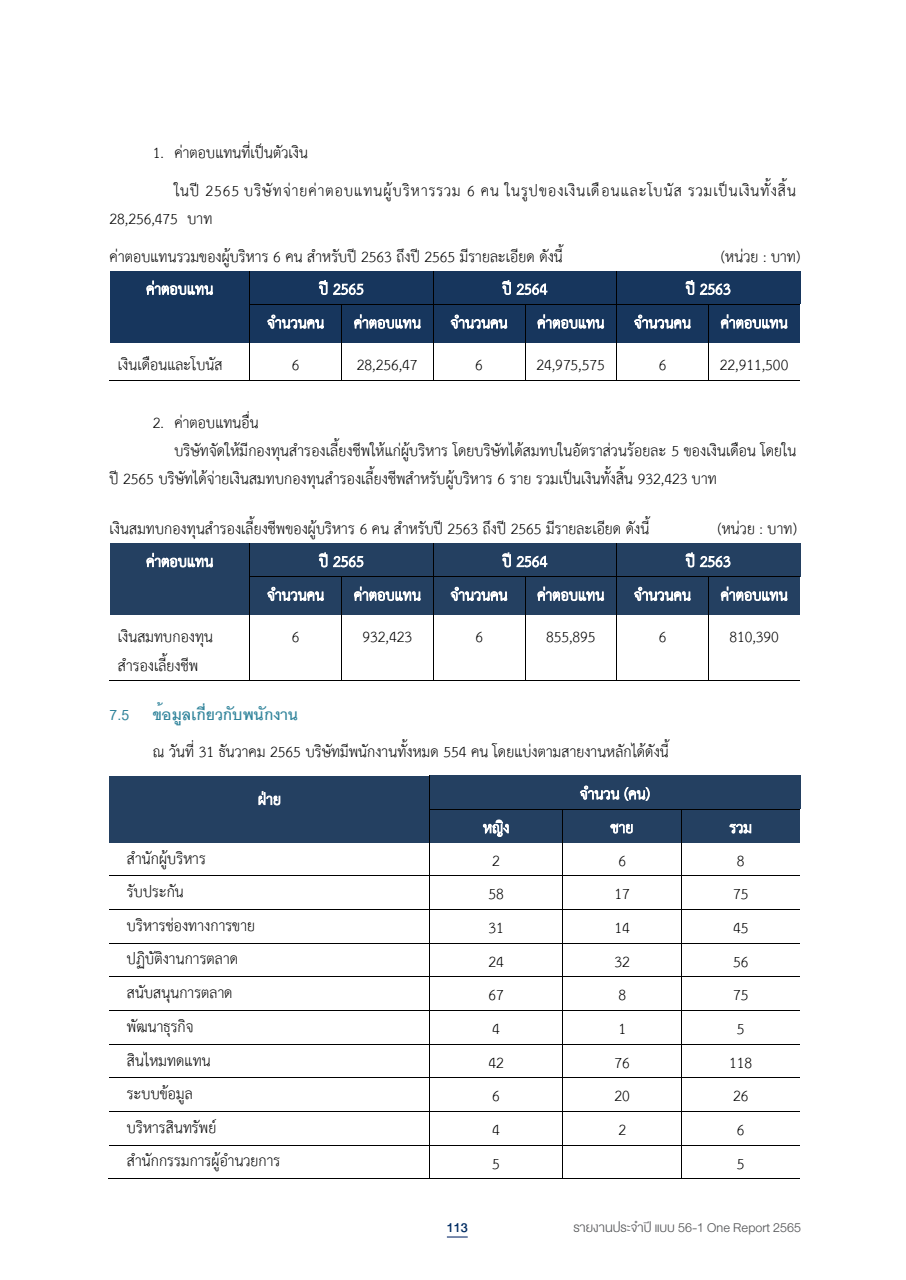 1. ค่าตอบแทนที่เป็นตัวเงิน
ในปี 2565 บริษัทจ่ายค่าตอบแทนผู้บริหารรวม 6 คน ในรูปของเงินเดือนและโบนัส รวมเป็นเงินทั้งสิ้น
28,256,475 บาท
ค่าตอบแทนรวมของผู้บริหาร 6 คน สำหรับปี 2563 ถึงปี 2565 มีรายละเอียด ดังนี้ (หน่วย : บาท)
ค่าตอบแทน ปี 2565 ปี 2564 ปี 2563
จำนวนคน ค่าตอบแทน จำนวนคน ค่าตอบแทน จำนวนคน ค่าตอบแทน
เงินเดือนและโบนัส 6 28,256,47 6 24,975,575 6 22,911,500
2. ค่าตอบแทนอื่น
บริษัทจัดให้มีกองทุนสำรองเลี้ยงชีพให้แก่ผู้บริหาร โดยบริษัทได้สมทบในอัตราส่วนร้อยละ 5 ของเงินเดือน โดยใน
ปี 2565 บริษัทได้จ่ายเงินสมทบกองทุนสำรองเลี้ยงชีพสำหรับผู้บริหาร 6 ราย รวมเป็นเงินทั้งสิ้น 932,423 บาท
เงินสมทบกองทุนสำรองเลี้ยงชีพของผู้บริหาร 6 คน สำหรับปี 2563 ถึงปี 2565 มีรายละเอียด ดังนี้ (หน่วย : บาท)
ค่าตอบแทน ปี 2565 ปี 2564 ปี 2563
จำนวนคน ค่าตอบแทน จำนวนคน ค่าตอบแทน จำนวนคน ค่าตอบแทน
เงินสมทบกองทุน 6 932,423 6 855,895 6 810,390
สำรองเลี้ยงชีพ
7.5 ข้อมูลเกี่ยวกับพนักงาน
ณ วันที่ 31 ธันวาคม 2565 บริษัทมีพนักงานทั้งหมด 554 คน โดยแบ่งตามสายงานหลักได้ดังนี้
ฝ่าย จำนวน (คน)
หญิง ชาย รวม
สำนักผู้บริหาร 2 6 8
รับประกัน 58 17 75
บริหารช่องทางการขาย 31 14 45
ปฏิบัติงานการตลาด 24 32 56
สนับสนุนการตลาด 67 8 75
พัฒนาธุรกิจ 4 1 5
สินไหมทดแทน 42 76 118
ระบบข้อมูล 6 20 26
บริหารสินทรัพย์ 4 2 6
สำนักกรรมการผู้อำนวยการ 5 5
113 รายงานประจำปี แบบ 56-1 One Report 2565